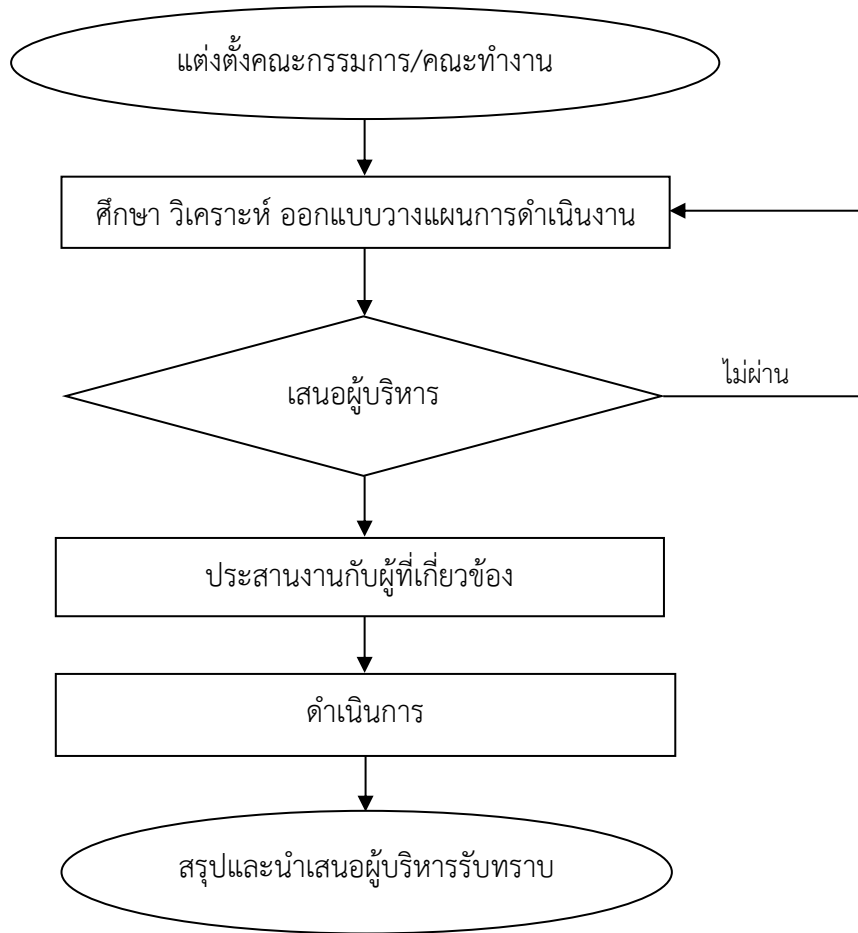 แต่งตั้งคณะกรรมการ/คณะทำงาน
ศึกษา วิเคราะห์ ออกแบบวางแผนการดำเนินงาน
เสนอผู้บริหาร
ไม่ผ่าน
ประสานงานกับผู้ที่เกี่ยวข้อง
ดำเนินการ
สรุปและนำเสนอผู้บริหารรับทราบ